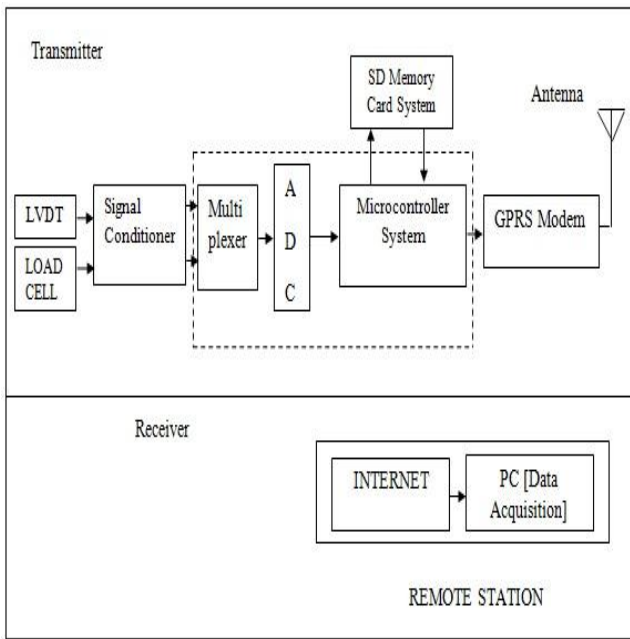 Transmitter
SD Memory
Card System
Antenna
LVDT
LOAD
CELL
Signal
Conditioner
Multi
plexer
A
D
C
Microcontroller
System
GPRS Modem
Receiver
INTERNET
PC [Data
Acquisition]
REMOTE STATION